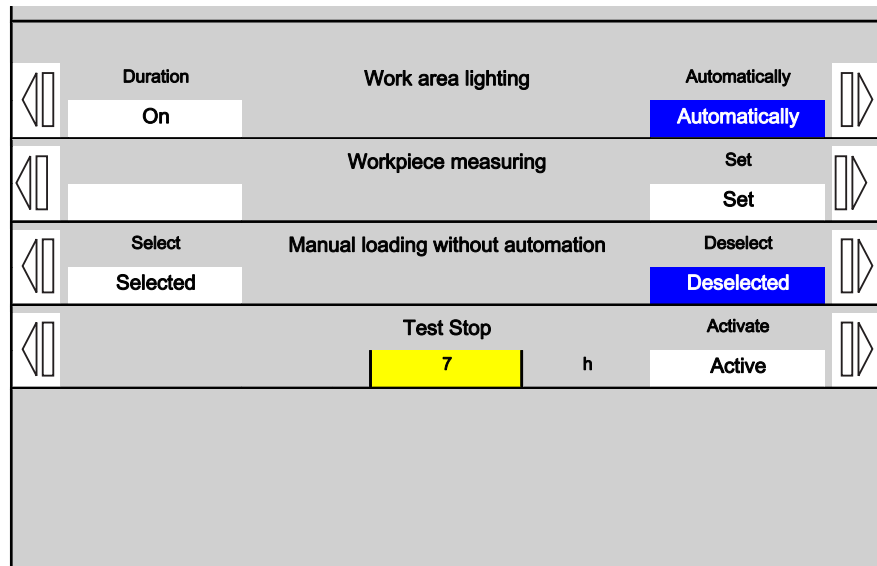 Duration Work area lighting Automatically
On Automatically
Workpiece measuring Set
Set
Select Manual loading without automation Deselect
Selected Deselected
Test Stop Activate
7 h Active